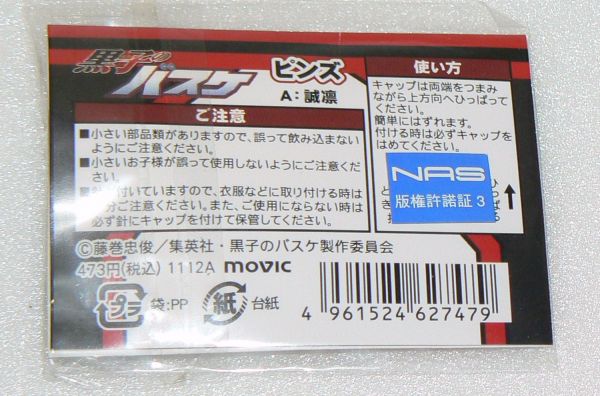 黒子のバスケ
ピンズ
A:誠凛
ご注意
■小さい部品類がありますので、誤って飲み込まない
ようにご注意ください。
■小さいお子様が誤って使用しないようにご注意ください。
■ 付いていますので、衣服などに取り付ける時は
分ご注意ください。また、ご使用にならない時は
必ず針にキャップを付けて保管してください。
使い方
キャップは両端をつまみ
ながら上方向へひっぱって
ください。
簡単にはずれます。
付ける時は必ずキャップを
はめてください。
NAS
版権許諾証 3
©藤巻忠俊/集英社・黒子のバスケ製作委員会
473円(税込) 1112A movic
プラ 袋:PP 紙 台紙
4 961524 627479